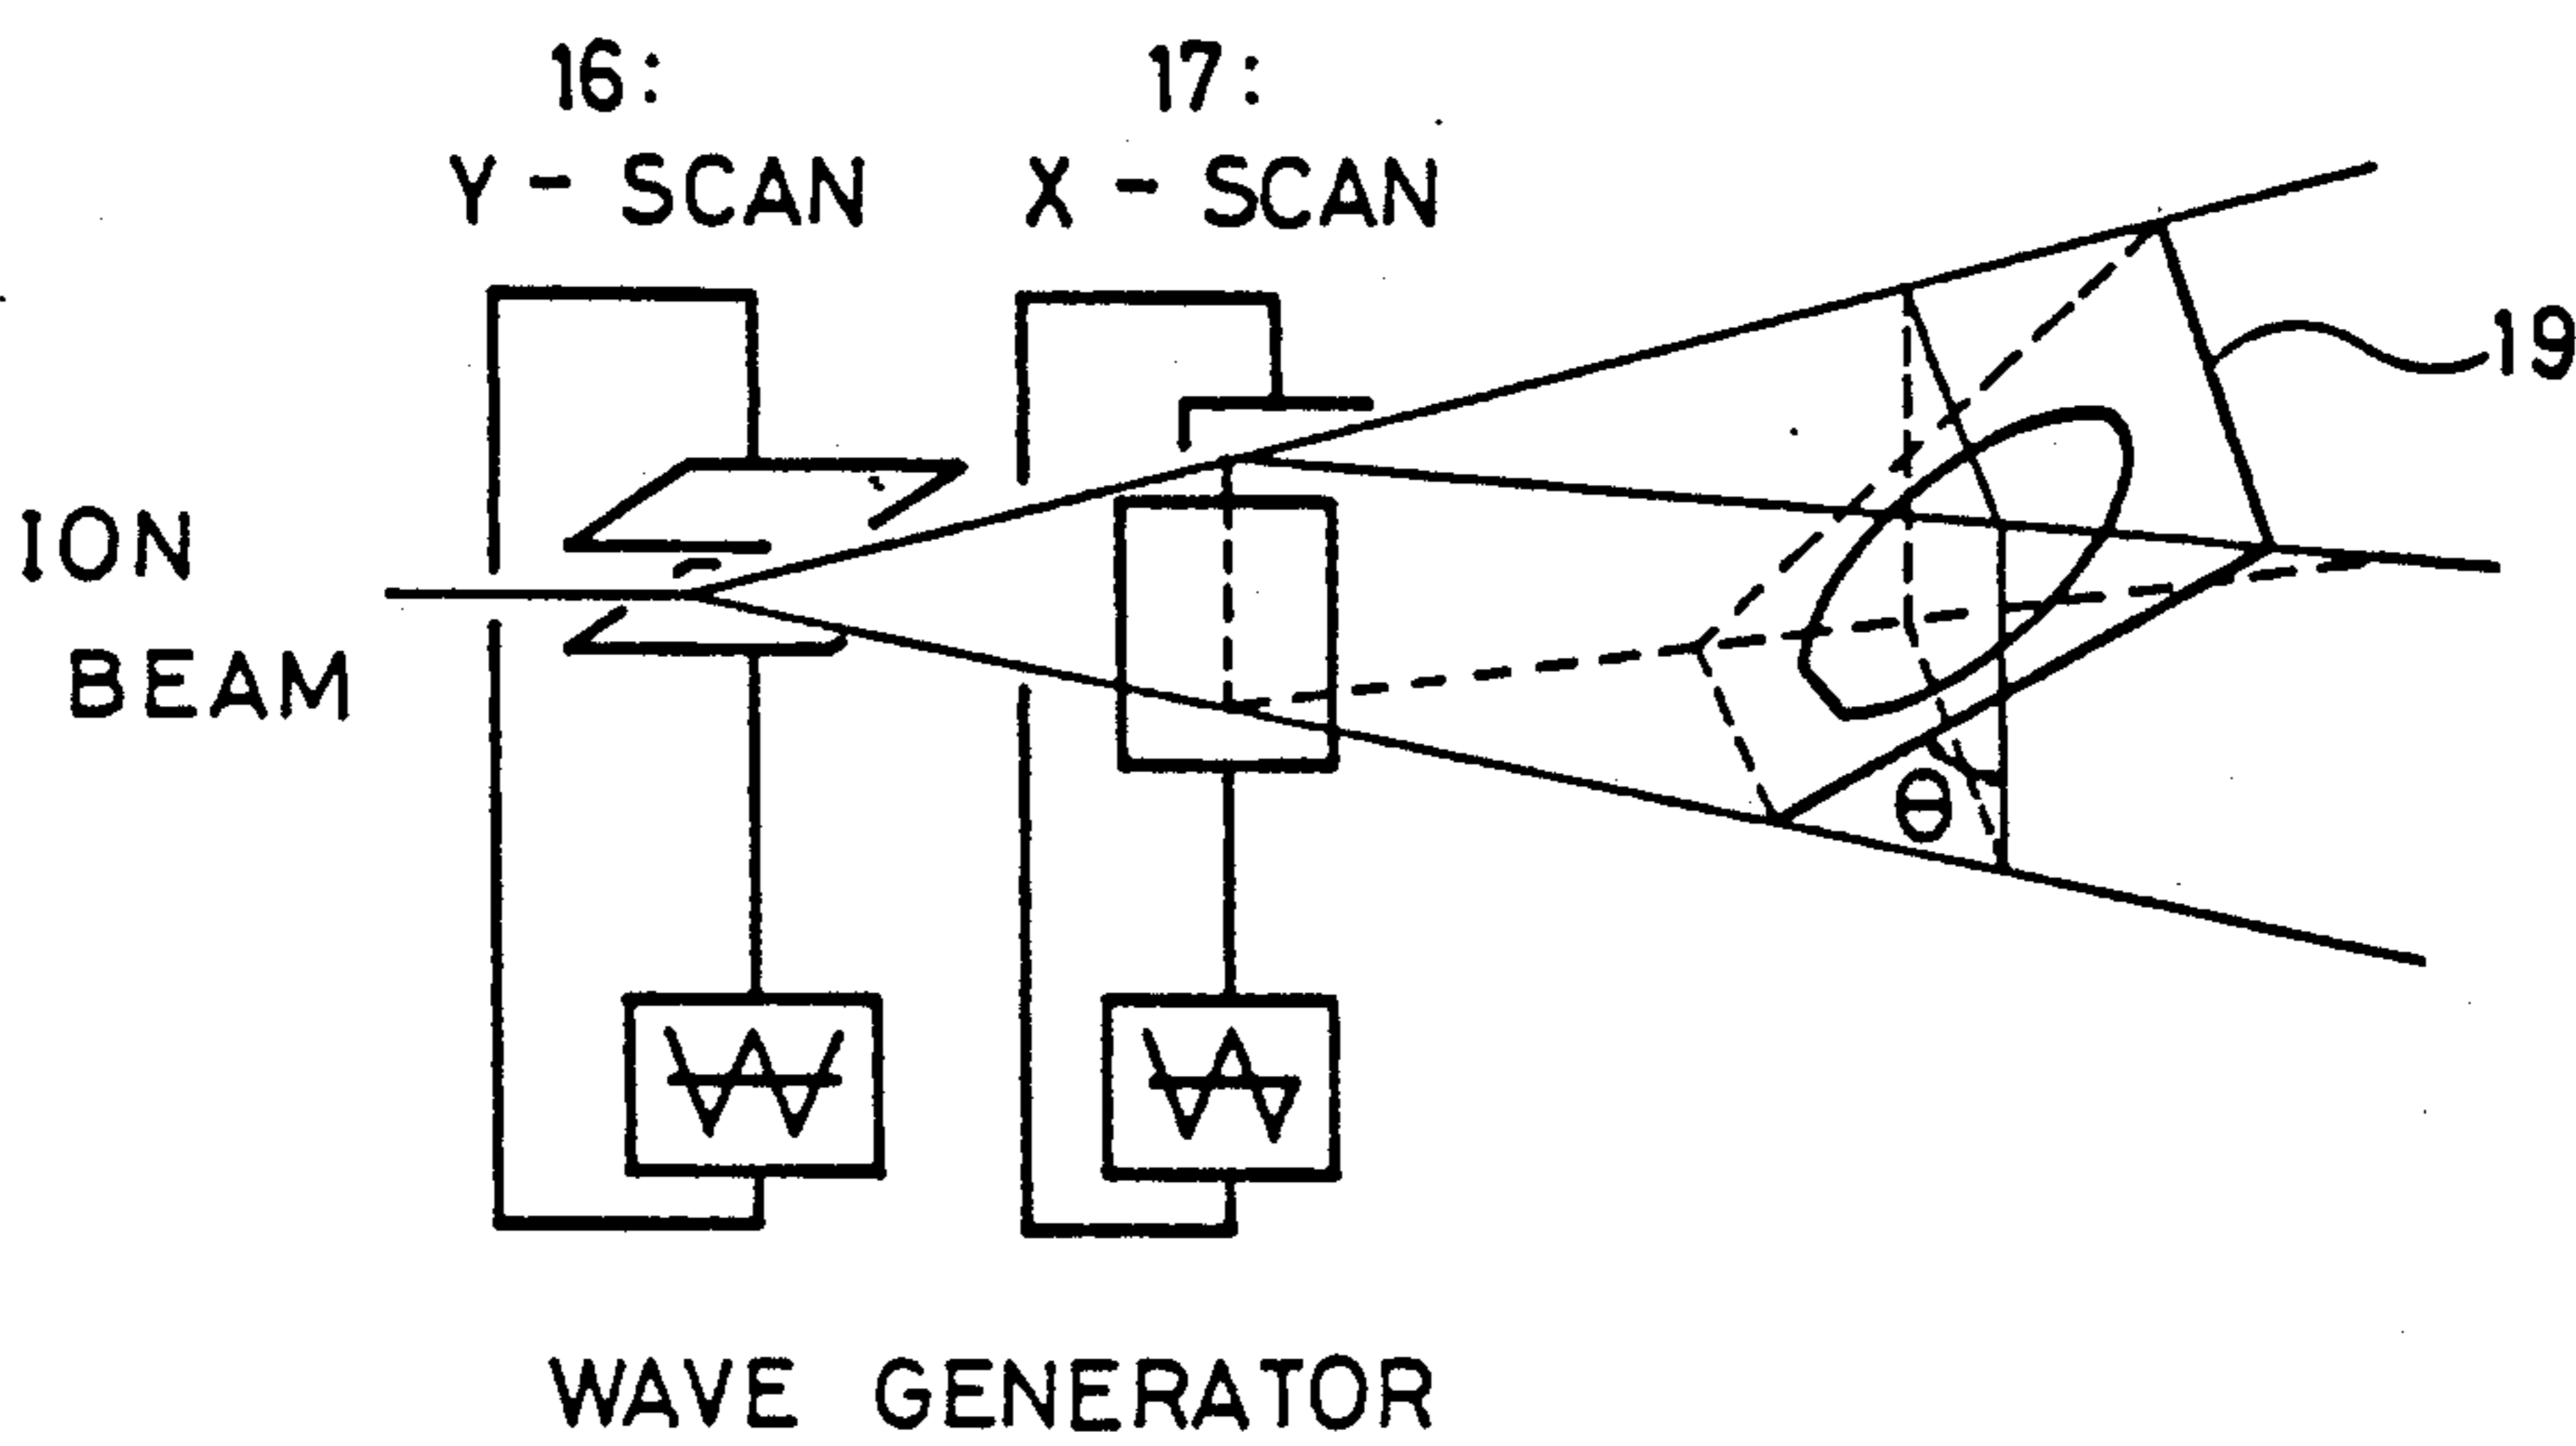 16:
Y - SCAN
17:
X - SCAN
19
ION
BEAM
θ
WAVE GENERATOR